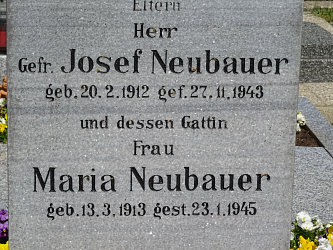 Eltern
Herr
Gefr. Josef Neubauer
geb. 20. 2. 1912 gef. 27. 11. 1943
und dessen Gattin
Frau
Maria Neubauer
geb. 13. 3. 1913 gest. 23. 1. 1945